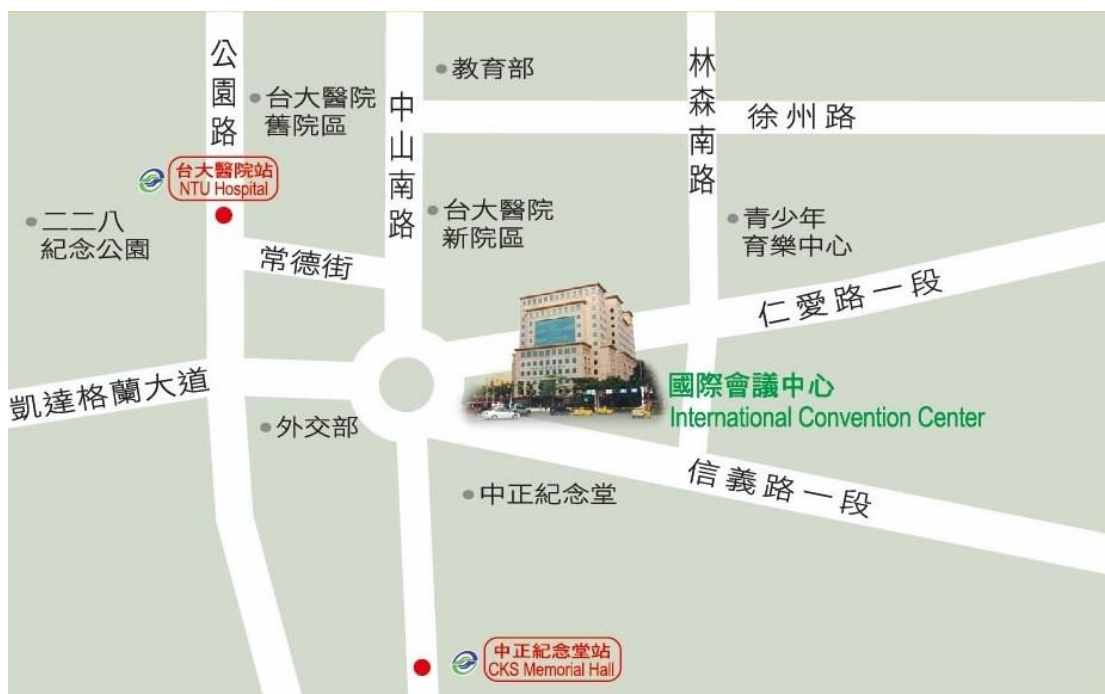 公園路
台大醫院
舊院區
中山南路
教育部
林森南路
徐州路
台大醫院站
NTU Hospital
二二八
紀念公園
台大醫院
新院區
青少年
育樂中心
常德街
仁愛路一段
凱達格蘭大道
國際會議中心
International Convention Center
外交部
信義路一段
中正紀念堂
中正紀念堂站
CKS Memorial Hall